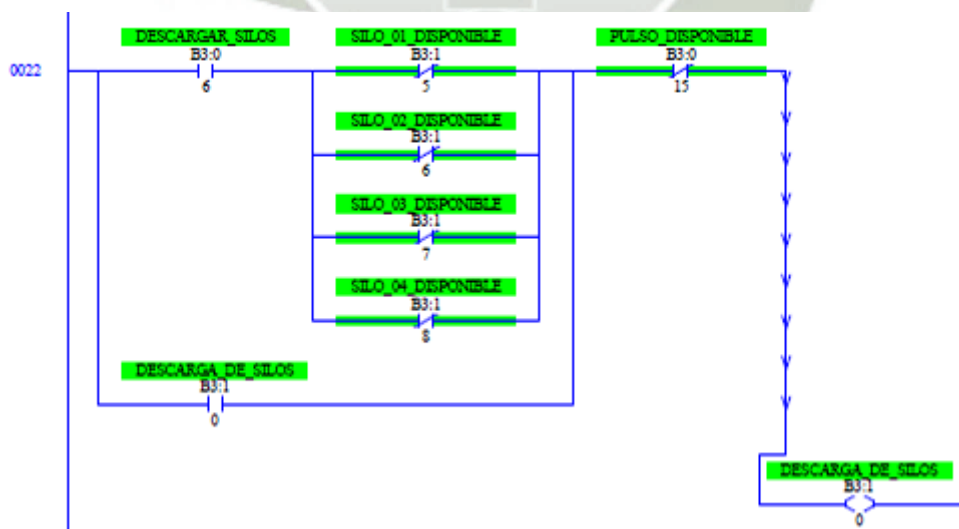 DESCARGAR_SILOS SILO_01_DISPONIBLE PULSO_DISPONIBLE
B3:0 B3:1 B3:0
0022
6 5 15
SILO_02_DISPONIBLE
B3:1
6
SILO_03_DISPONIBLE
B3:1
7
SILO_04_DISPONIBLE
B3:1
8
DESCARGA_DE_SILOS
B3:1
0
DESCARGA_DE_SILOS
B3:1
0